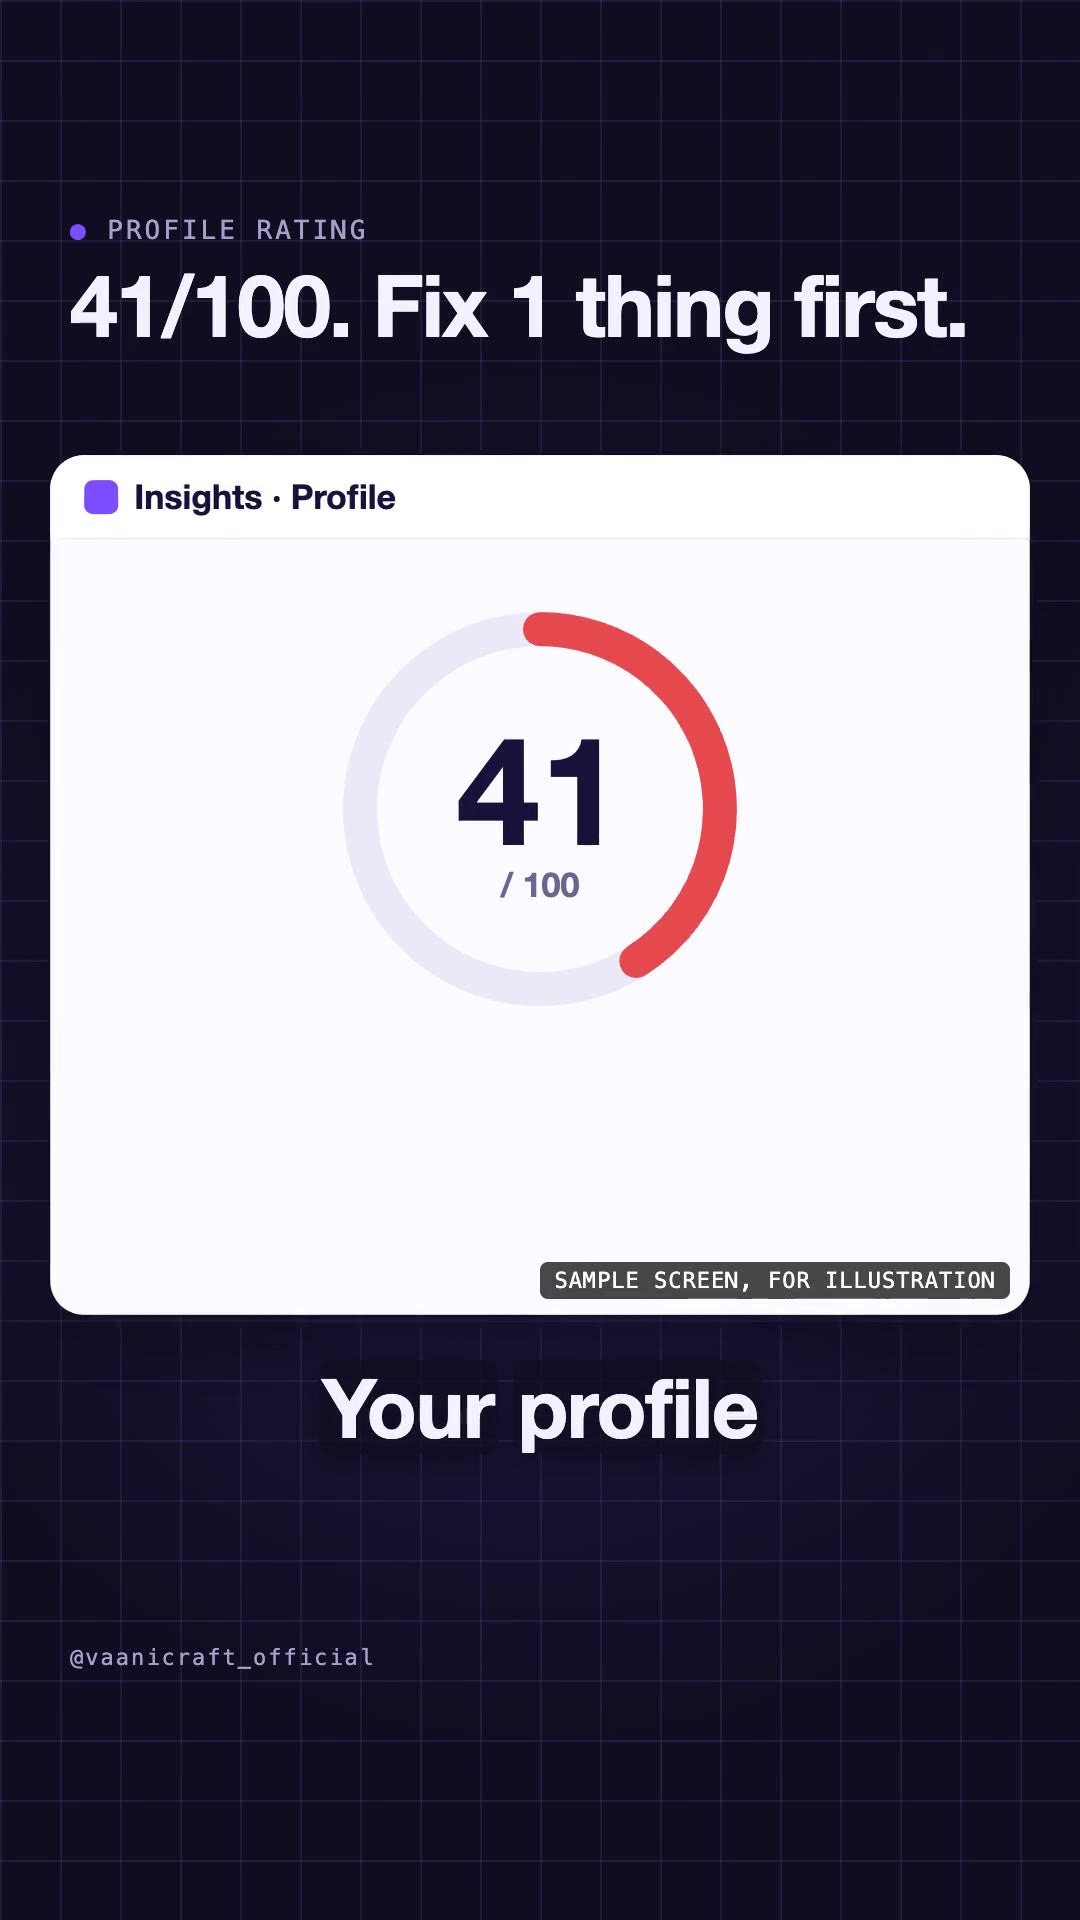 PROFILE RATING
41/100. Fix 1 thing first.
Insights · Profile
41
/ 100
SAMPLE SCREEN, FOR ILLUSTRATION
Your profile
@vaanicraft_official